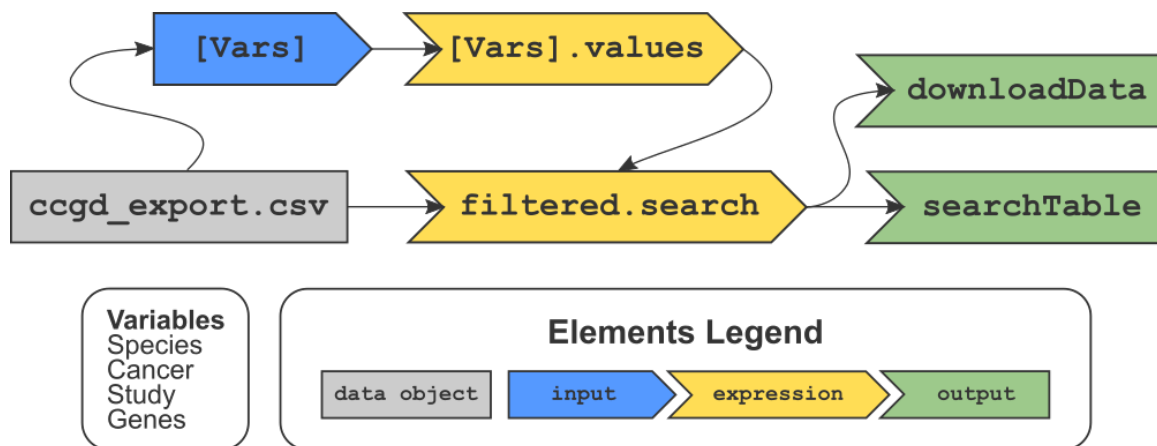 [Vars]
[Vars].values
downloadData
ccgd_export.csv
filtered.search
searchTable
Variables
Species
Cancer
Study
Genes
Elements Legend
data object
input
expression
output